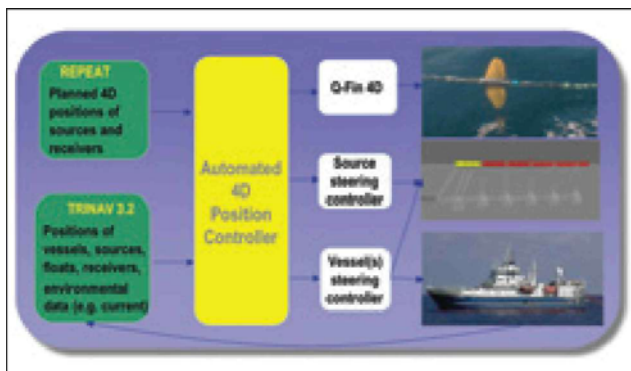 REPEAT
Planned 4D
positions of
sources and
receivers
TRINAV 3.2
Positions of
vessels, sources,
floats, receivers,
environmental
data (e.g. current)
Automated
4D
Position
Controller
Q-Fin 4D
Source
steering
controller
Vessel(s)
steering
controller